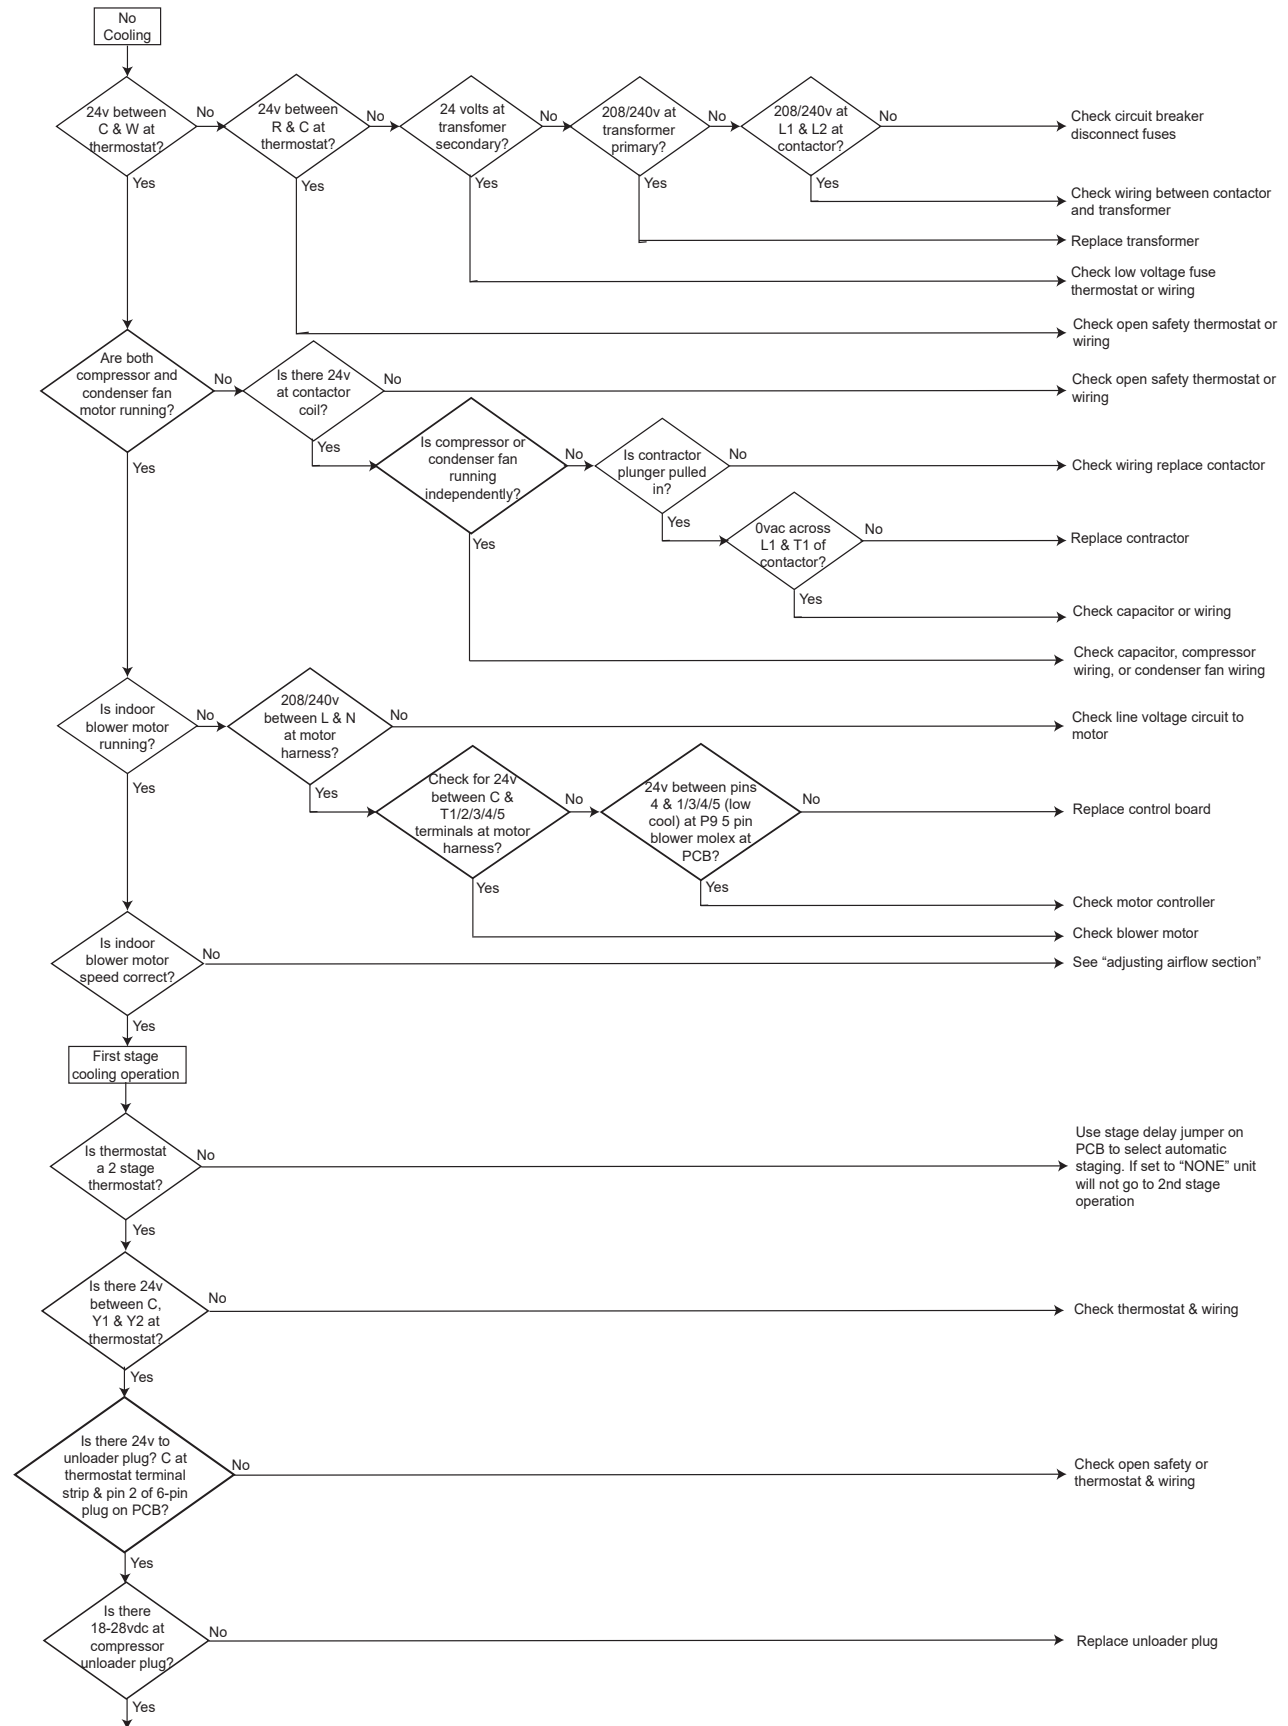 No
Cooling
24v between
C & W at
thermostat?
No
Yes
24v between
R & C at
thermostat?
No
Yes
24 volts at
transfomer
secondary?
No
Yes
208/240v at
transformer
primary?
No
Yes
208/240v at
L1 & L2 at
contactor?
No
Yes
Check circuit breaker
disconnect fuses
Check wiring between contactor
and transformer
Replace transformer
Check low voltage fuse
thermostat or wiring
Check open safety thermostat or
wiring
Are both
compressor and
condenser fan
motor running?
No
Yes
Is there 24v
at contactor
coil?
No
Yes
Check open safety thermostat or
wiring
Is compressor or
condenser fan
running
independently?
No
Yes
Is contractor
plunger pulled
in?
No
Yes
Check wiring replace contactor
0vac across
L1 & T1 of
contactor?
No
Yes
Replace contractor
Check capacitor or wiring
Check capacitor, compressor
wiring, or condenser fan wiring
Is indoor
blower motor
running?
No
Yes
208/240v
between L & N
at motor
harness?
No
Yes
Check line voltage circuit to
motor
Check for 24v
between C &
T1/2/3/4/5
terminals at motor
harness?
No
Yes
24v between pins
4 & 1/3/4/5 (low
cool) at P9 5 pin
blower molex at
PCB?
No
Yes
Replace control board
Check motor controller
Check blower motor
Is indoor
blower motor
speed correct?
No
Yes
See “adjusting airflow section”
First stage
cooling operation
Is thermostat
a 2 stage
thermostat?
No
Yes
Use stage delay jumper on
PCB to select automatic
staging. If set to “NONE” unit
will not go to 2nd stage
operation
Is there 24v
between C,
Y1 & Y2 at
thermostat?
No
Yes
Check thermostat & wiring
Is there 24v to
unloader plug? C at
thermostat terminal
strip & pin 2 of 6-pin
plug on PCB?
No
Yes
Check open safety or
thermostat & wiring
Is there
18-28vdc at
compressor
unloader plug?
No
Yes
Replace unloader plug